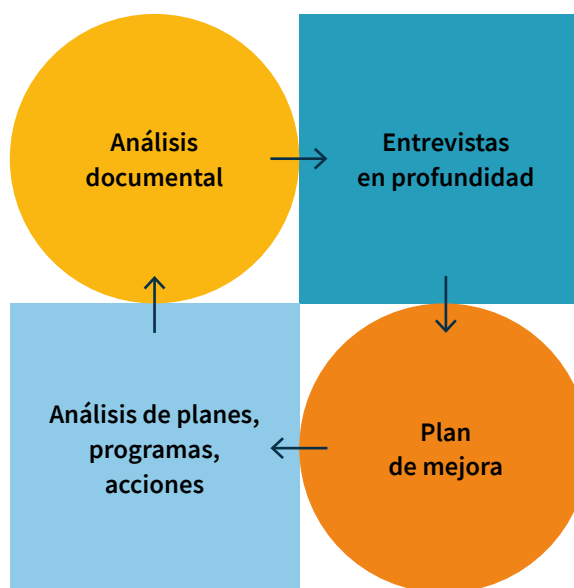 Análisis
documental
Entrevistas
en profundidad
Análisis de planes,
programas,
acciones
Plan
de mejora